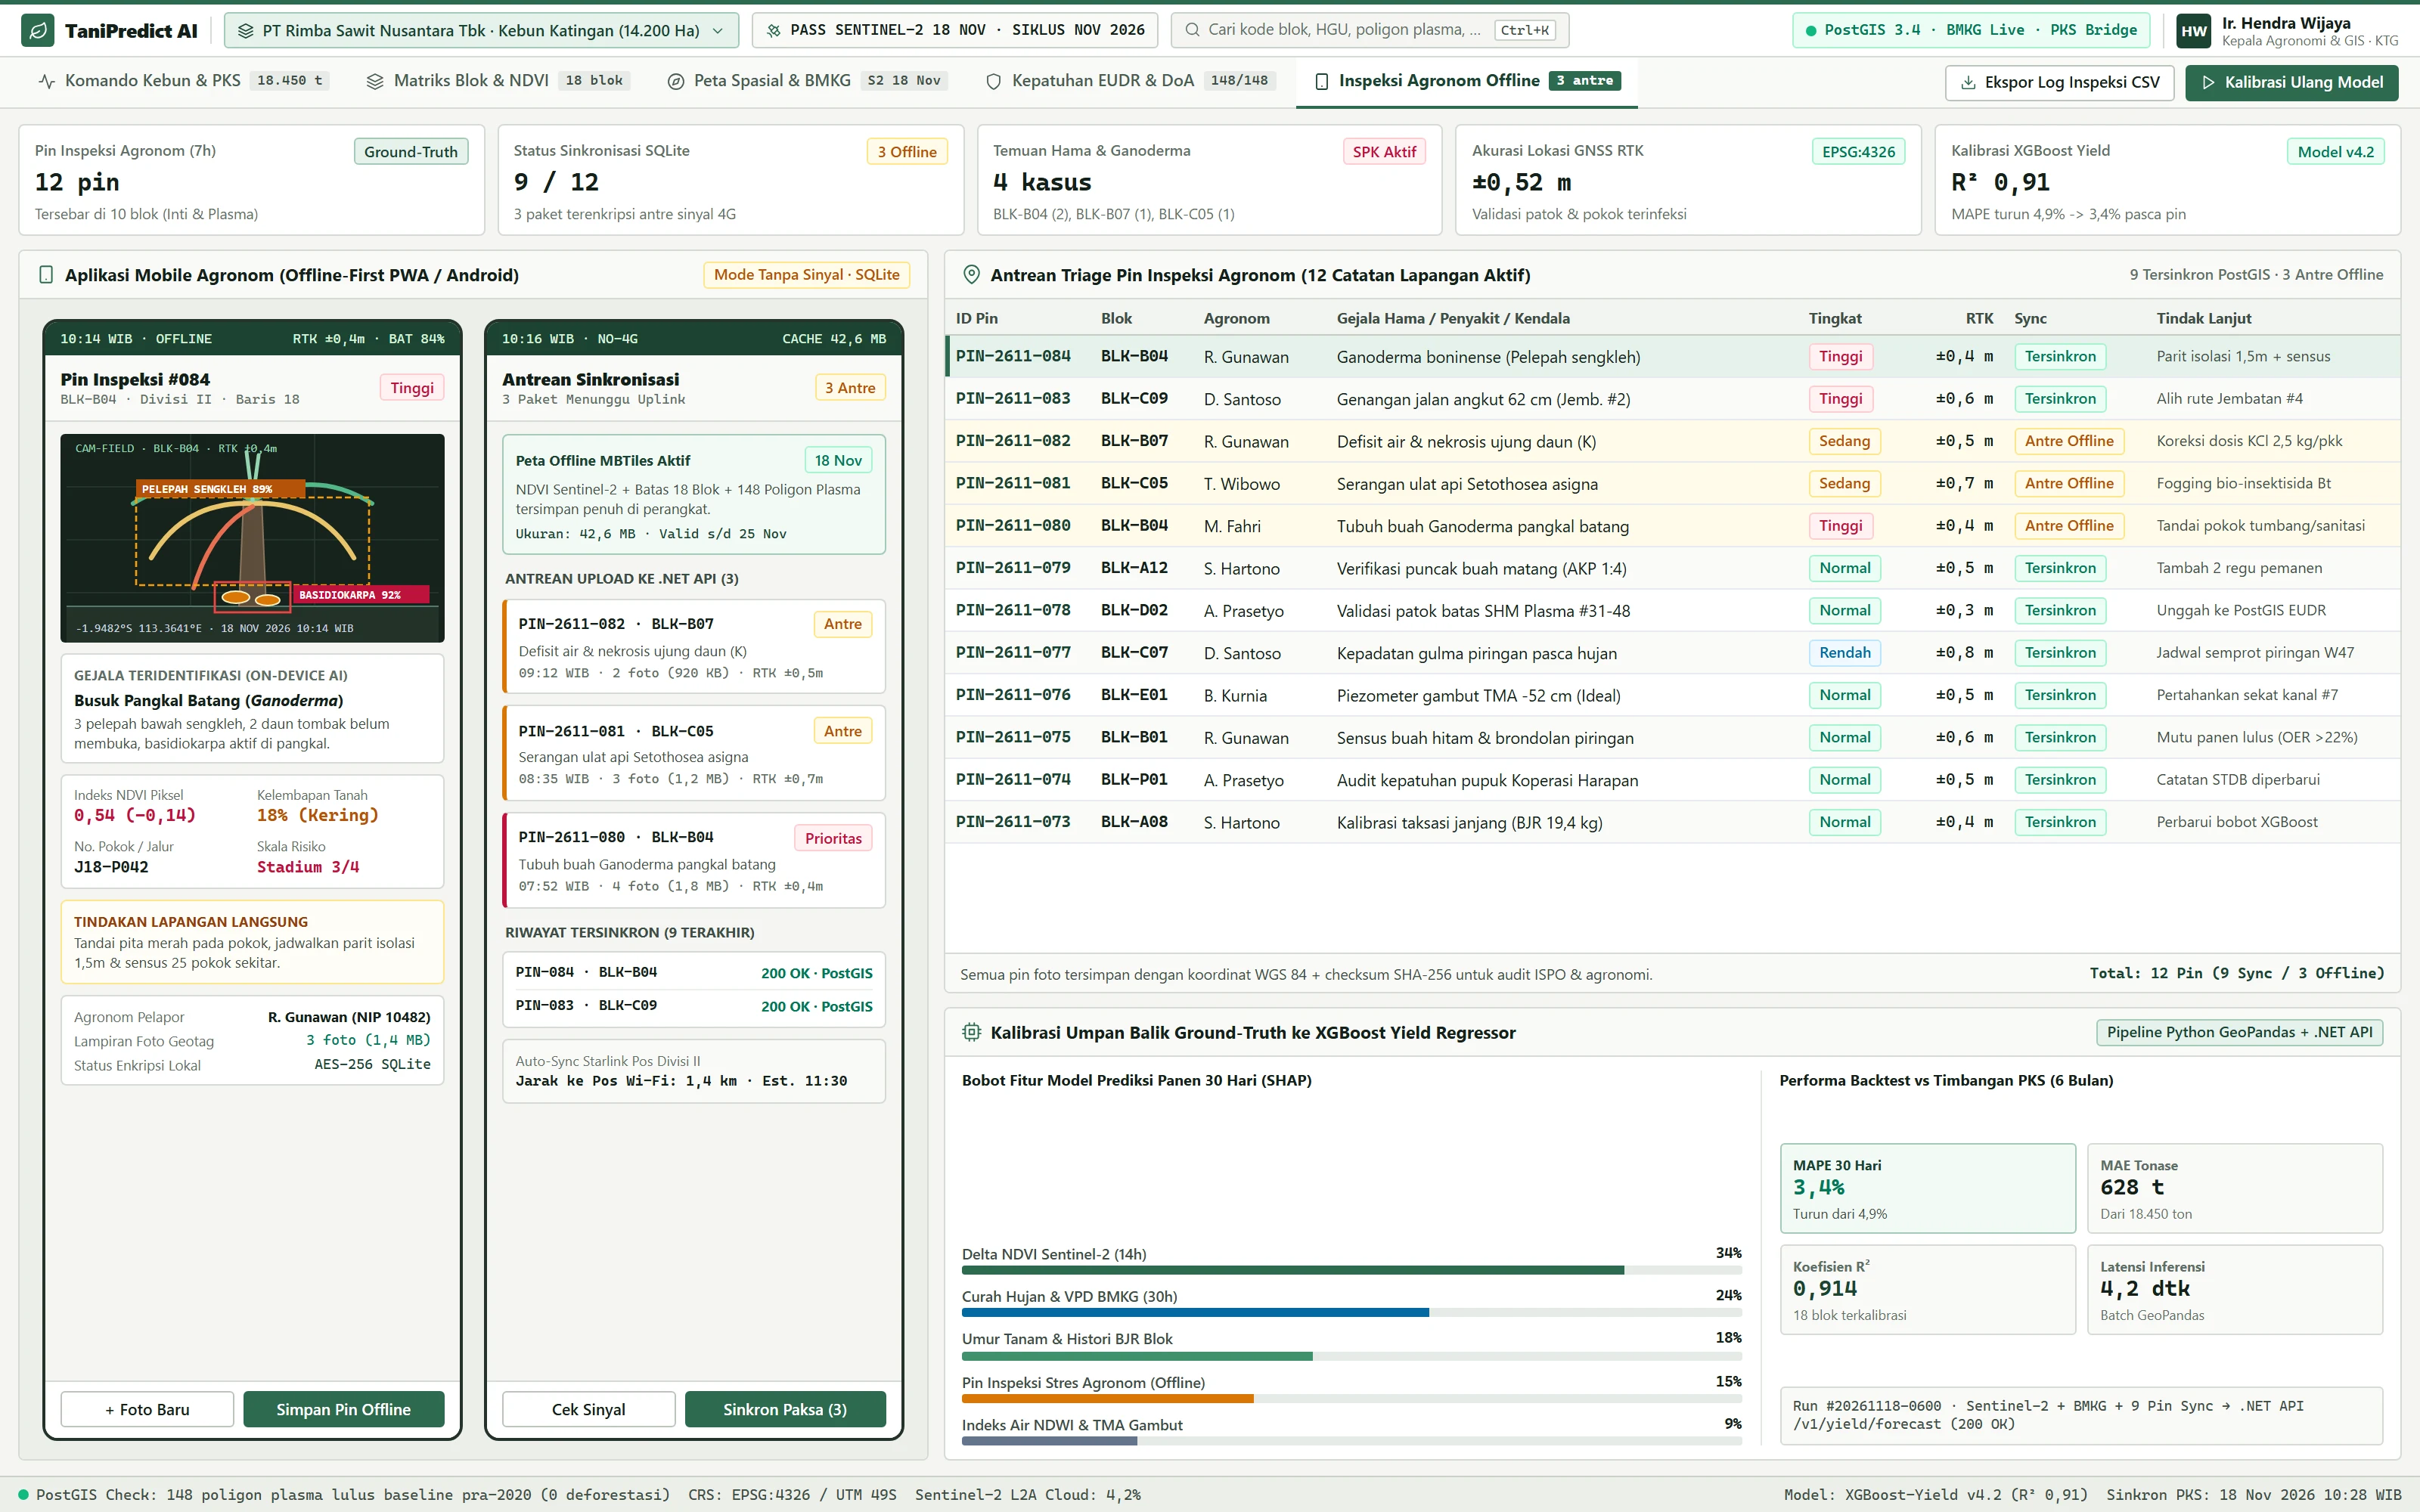 TaniPredict AI
PT Rimba Sawit Nusantara Tbk · Kebun Katingan (14.200 Ha)
PASS SENTINEL-2 18 NOV · SIKLUS NOV 2026
Cari kode blok, HGU, poligon plasma, ...
Ctrl+K
PostGIS 3.4 · BMKG Live · PKS Bridge
HW
Ir. Hendra Wijaya
Kepala Agronomi & GIS · KTG
Komando Kebun & PKS 18.450 t
Matriks Blok & NDVI 18 blok
Peta Spasial & BMKG S2 18 Nov
Kepatuhan EUDR & DoA 148/148
Inspeksi Agronom Offline 3 antre
Ekspor Log Inspeksi CSV
Kalibrasi Ulang Model
Pin Inspeksi Agronom (7h)
Ground-Truth
12 pin
Tersebar di 10 blok (Inti & Plasma)
Status Sinkronisasi SQLite
3 Offline
9 / 12
3 paket terenkripsi antre sinyal 4G
Temuan Hama & Ganoderma
SPK Aktif
4 kasus
BLK-B04 (2), BLK-B07 (1), BLK-C05 (1)
Akurasi Lokasi GNSS RTK
EPSG:4326
±0,52 m
Validasi patok & pokok terinfeksi
Kalibrasi XGBoost Yield
Model v4.2
R² 0,91
MAPE turun 4,9% -> 3,4% pasca pin
Aplikasi Mobile Agronom (Offline-First PWA / Android)
Mode Tanpa Sinyal · SQLite
10:14 WIB · OFFLINE
RTK ±0,4m · BAT 84%
Pin Inspeksi #084
Tinggi
BLK-B04 · Divisi II · Baris 18
CAM-FIELD · BLK-B04 · RTK ±0,4m
PELEPAH SENGKLEH 89%
BASIDIOKARPA 92%
-1.9482°S 113.3641°E · 18 NOV 2026 10:14 WIB
GEJALA TERIDENTIFIKASI (ON-DEVICE AI)
Busuk Pangkal Batang (Ganoderma)
3 pelepah bawah sengkleh, 2 daun tombak belum
membuka, basidiokarpa aktif di pangkal.
Indeks NDVI Piksel
0,54 (-0,14)
Kelembapan Tanah
18% (Kering)
No. Pokok / Jalur
J18-P042
Skala Risiko
Stadium 3/4
TINDAKAN LAPANGAN LANGSUNG
Tandai pita merah pada pokok, jadwalkan parit isolasi
1,5m & sensus 25 pokok sekitar.
Agronom Pelapor R. Gunawan (NIP 10482)
Lampiran Foto Geotag 3 foto (1,4 MB)
Status Enkripsi Lokal AES-256 SQLite
+ Foto Baru
Simpan Pin Offline
10:16 WIB · NO-4G
CACHE 42,6 MB
Antrean Sinkronisasi
3 Antre
3 Paket Menunggu Uplink
Peta Offline MBTiles Aktif
18 Nov
NDVI Sentinel-2 + Batas 18 Blok + 148 Poligon Plasma
tersimpan penuh di perangkat.
Ukuran: 42,6 MB · Valid s/d 25 Nov
ANTREAN UPLOAD KE .NET API (3)
PIN-2611-082 · BLK-B07
Antre
Defisit air & nekrosis ujung daun (K)
09:12 WIB · 2 foto (920 KB) · RTK ±0,5m
PIN-2611-081 · BLK-C05
Antre
Serangan ulat api Setothosea asigna
08:35 WIB · 3 foto (1,2 MB) · RTK ±0,7m
PIN-2611-080 · BLK-B04
Prioritas
Tubuh buah Ganoderma pangkal batang
07:52 WIB · 4 foto (1,8 MB) · RTK ±0,4m
RIWAYAT TERSINKRON (9 TERAKHIR)
PIN-084 · BLK-B04 200 OK · PostGIS
PIN-083 · BLK-C09 200 OK · PostGIS
Auto-Sync Starlink Pos Divisi II
Jarak ke Pos Wi-Fi: 1,4 km · Est. 11:30
Cek Sinyal
Sinkron Paksa (3)
Antrean Triage Pin Inspeksi Agronom (12 Catatan Lapangan Aktif)
9 Tersinkron PostGIS · 3 Antre Offline
ID Pin Blok Agronom Gejala Hama / Penyakit / Kendala Tingkat RTK Sync Tindak Lanjut
PIN-2611-084 BLK-B04 R. Gunawan Ganoderma boninense (Pelepah sengkleh) Tinggi ±0,4 m Tersinkron Parit isolasi 1,5m + sensus
PIN-2611-083 BLK-C09 D. Santoso Genangan jalan angkut 62 cm (Jemb. #2) Tinggi ±0,6 m Tersinkron Alih rute Jembatan #4
PIN-2611-082 BLK-B07 R. Gunawan Defisit air & nekrosis ujung daun (K) Sedang ±0,5 m Antre Offline Koreksi dosis KCl 2,5 kg/pkk
PIN-2611-081 BLK-C05 T. Wibowo Serangan ulat api Setothosea asigna Sedang ±0,7 m Antre Offline Fogging bio-insektisida Bt
PIN-2611-080 BLK-B04 M. Fahri Tubuh buah Ganoderma pangkal batang Tinggi ±0,4 m Antre Offline Tandai pokok tumbang/sanitasi
PIN-2611-079 BLK-A12 S. Hartono Verifikasi puncak buah matang (AKP 1:4) Normal ±0,5 m Tersinkron Tambah 2 regu pemanen
PIN-2611-078 BLK-D02 A. Prasetyo Validasi patok batas SHM Plasma #31-48 Normal ±0,3 m Tersinkron Unggah ke PostGIS EUDR
PIN-2611-077 BLK-C07 D. Santoso Kepadatan gulma piringan pasca hujan Rendah ±0,8 m Tersinkron Jadwal semprot piringan W47
PIN-2611-076 BLK-E01 B. Kurnia Piezometer gambut TMA -52 cm (Ideal) Normal ±0,5 m Tersinkron Pertahankan sekat kanal #7
PIN-2611-075 BLK-B01 R. Gunawan Sensus buah hitam & brondolan piringan Normal ±0,6 m Tersinkron Mutu panen lulus (OER >22%)
PIN-2611-074 BLK-P01 A. Prasetyo Audit kepatuhan pupuk Koperasi Harapan Normal ±0,5 m Tersinkron Catatan STDB diperbarui
PIN-2611-073 BLK-A08 S. Hartono Kalibrasi taksasi janjang (BJR 19,4 kg) Normal ±0,4 m Tersinkron Perbarui bobot XGBoost
Semua pin foto tersimpan dengan koordinat WGS 84 + checksum SHA-256 untuk audit ISPO & agronomi.
Total: 12 Pin (9 Sync / 3 Offline)
Kalibrasi Umpan Balik Ground-Truth ke XGBoost Yield Regressor
Pipeline Python GeoPandas + .NET API
Bobot Fitur Model Prediksi Panen 30 Hari (SHAP)
Delta NDVI Sentinel-2 (14h) 34%
Curah Hujan & VPD BMKG (30h) 24%
Umur Tanam & Histori BJR Blok 18%
Pin Inspeksi Stres Agronom (Offline) 15%
Indeks Air NDWI & TMA Gambut 9%
Performa Backtest vs Timbangan PKS (6 Bulan)
MAPE 30 Hari
3,4%
Turun dari 4,9%
MAE Tonase
628 t
Dari 18.450 ton
Koefisien R²
0,914
18 blok terkalibrasi
Latensi Inferensi
4,2 dtk
Batch GeoPandas
Run #20261118-0600 · Sentinel-2 + BMKG + 9 Pin Sync → .NET API
/v1/yield/forecast (200 OK)
PostGIS Check: 148 poligon plasma lulus baseline pra-2020 (0 deforestasi) CRS: EPSG:4326 / UTM 49S Sentinel-2 L2A Cloud: 4,2%
Model: XGBoost-Yield v4.2 (R² 0,91) Sinkron PKS: 18 Nov 2026 10:28 WIB